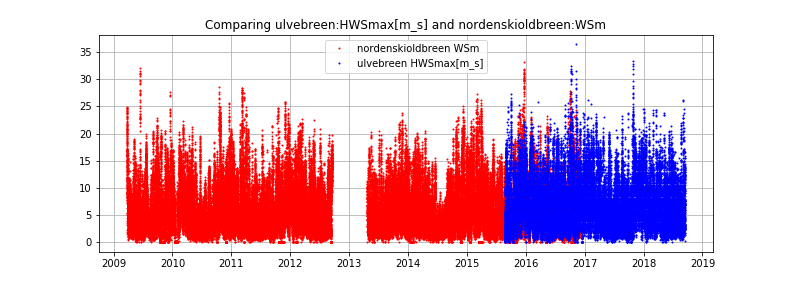 Comparing ulvebreen:HWSmax[m_s] and nordenskioldbreen:WSm
nordenskioldbreen WSm
ulvebreen HWSmax[m_s]
35
30
25
20
15
10
5
0
2009 2010 2011 2012 2013 2014 2015 2016 2017 2018 2019